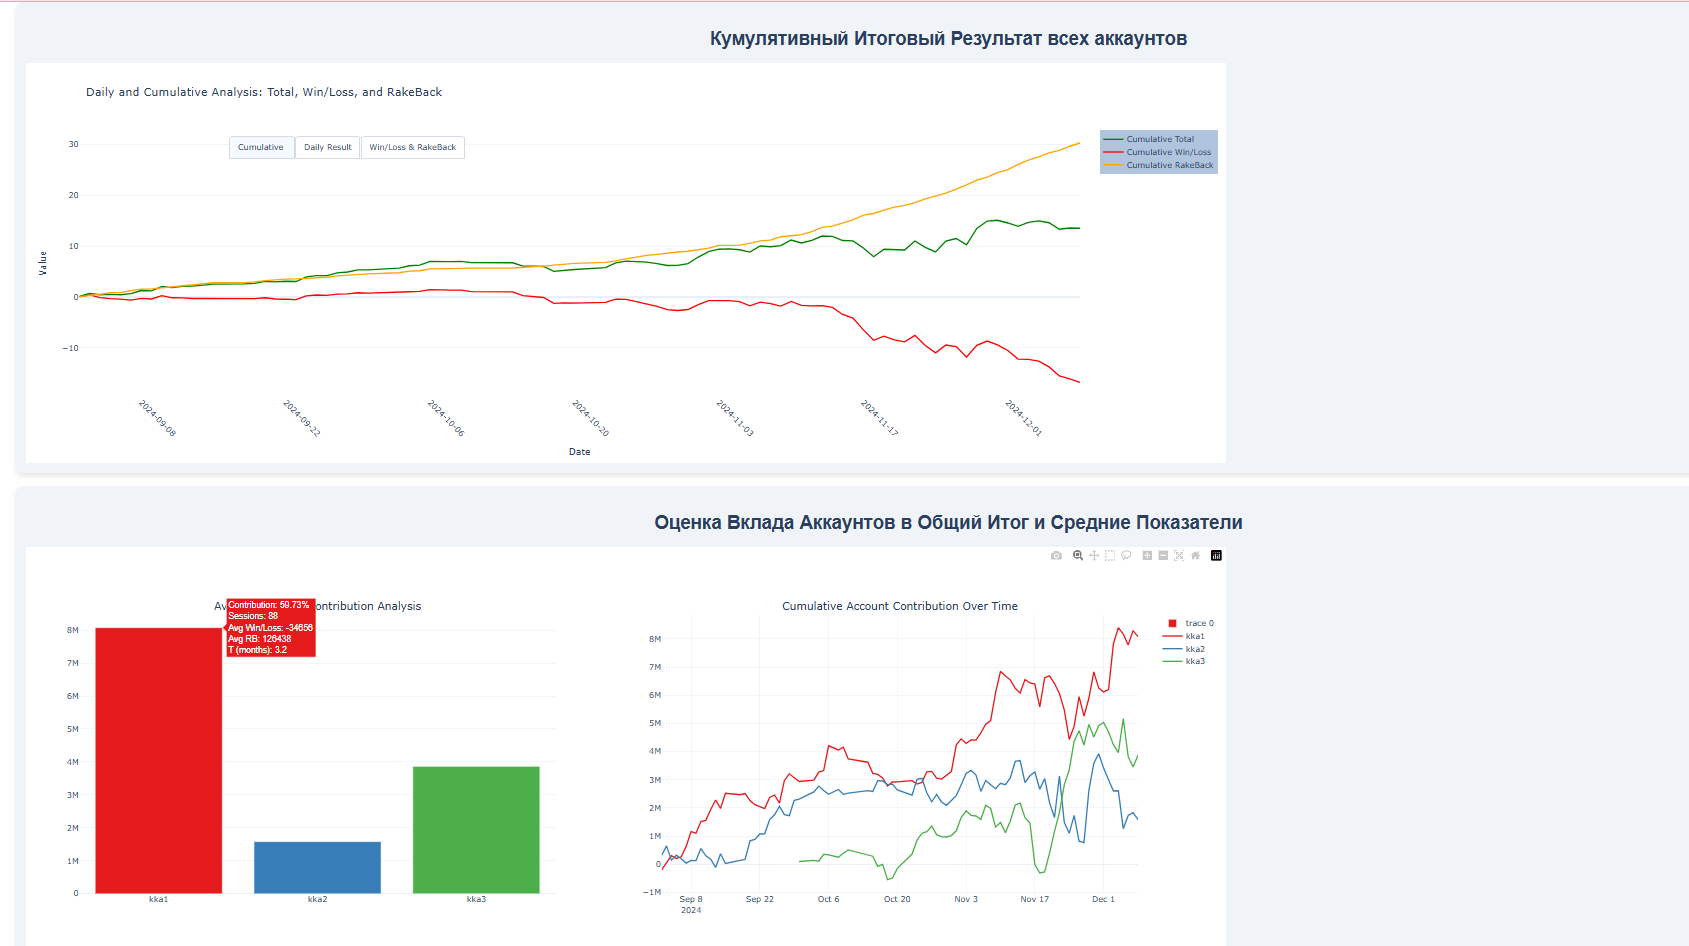 Кумулятивный Итоговый Результат всех аккаунтов
Daily and Cumulative Analysis: Total, Win/Loss, and RakeBack
Cumulative
Daily Result
Win/Loss & RakeBack
Cumulative Total
Cumulative Win/Loss
Cumulative RakeBack
30
20
10
0
−10
Value
2024-09-08
2024-09-22
2024-10-06
2024-10-20
2024-11-03
2024-11-17
2024-12-01
Date
Оценка Вклада Аккаунтов в Общий Итог и Средние Показатели
ontribution Analysis
Contribution: 59.73%
Sessions: 88
Avg Win/Loss: -34656
Avg RB: 126438
T (months): 3.2
8M
7M
6M
5M
4M
3M
2M
1M
0
kka1
kka2
kka3
Cumulative Account Contribution Over Time
trace 0
kka1
kka2
kka3
8M
7M
6M
5M
4M
3M
2M
1M
0
−1M
Sep 8
2024
Sep 22
Oct 6
Oct 20
Nov 3
Nov 17
Dec 1